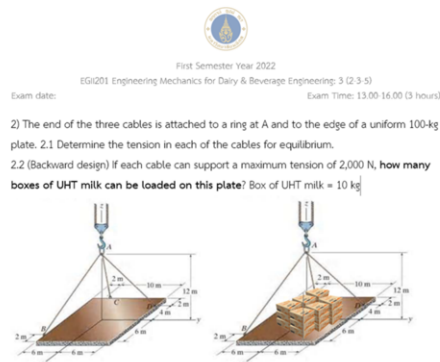 First Semester Year 2022
EGII201 Engineering Mechanics for Dairy & Beverage Engineering: 3 (2-3-5)
Exam date: Exam Time: 13.00-16.00 (3 hours)
2) The end of the three cables is attached to a ring at A and to the edge of a uniform 100-kg
plate. 2.1 Determine the tension in each of the cables for equilibrium.
2.2 (Backward design) If each cable can support a maximum tension of 2,000 N, how many
boxes of UHT milk can be loaded on this plate? Box of UHT milk = 10 kg
A A
2 m 10 m 12 m 2 m 10 m 12 m
C D 2 m 2 m
4 m y 4 m y
B 2 m 6 m B 2 m 6 m
6 m 6 m 6 m 6 m